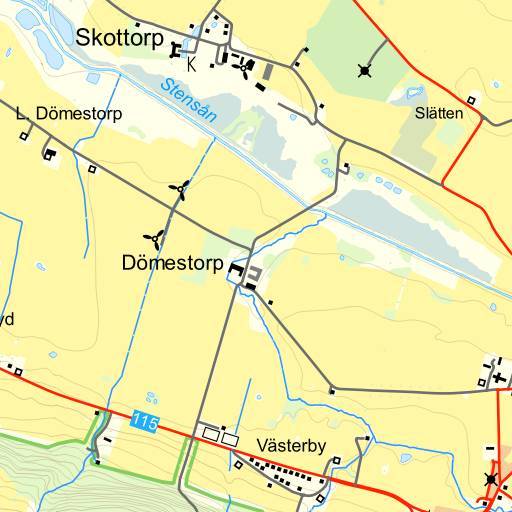 Skottorp
K
Stensån
L. Dömestorp
Slätten
Dömestorp
yd
115
Västerby